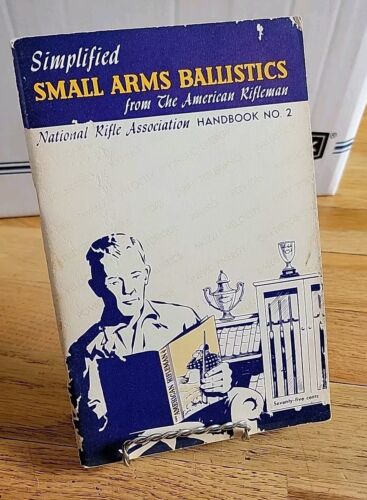 Simplified
SMALL ARMS BALLISTICS
from The American Rifleman
National Rifle Association HANDBOOK NO. 2
AMERICAN RIFLEMAN
Seventy-five cents